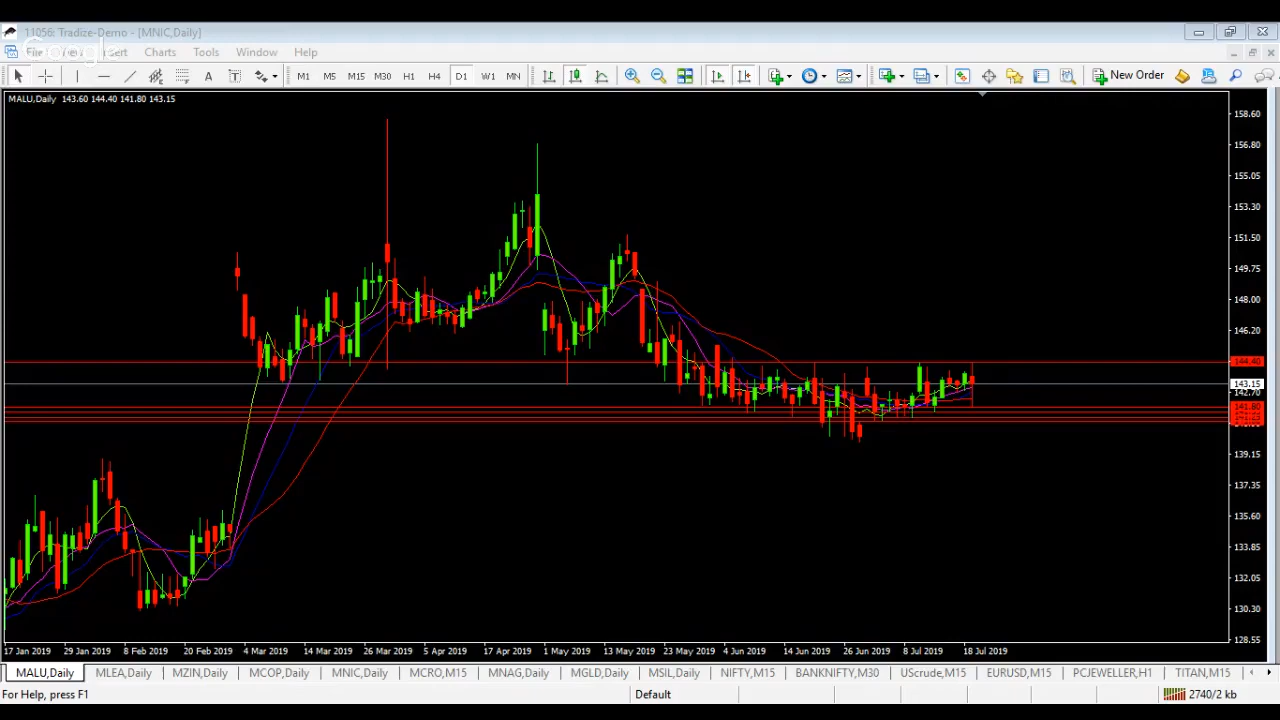 11056: Tradize-Demo - [MNIC,Daily]
File Insert Charts Tools Window Help
M1 M5 M15 M30 H1 H4 D1 W1 MN New Order
MALU,Daily 143.60 144.40 141.80 143.15
158.60
156.80
155.05
153.30
151.50
149.75
148.00
146.20
144.40
143.15
142.70
141.80
139.15
137.35
135.60
133.85
132.05
130.30
128.55
17 Jan 2019 29 Jan 2019 8 Feb 2019 20 Feb 2019 4 Mar 2019 14 Mar 2019 26 Mar 2019 5 Apr 2019 17 Apr 2019 1 May 2019 13 May 2019 23 May 2019 4 Jun 2019 14 Jun 2019 26 Jun 2019 8 Jul 2019 18 Jul 2019
MALU,Daily MLEA,Daily MZIN,Daily MCOP,Daily MNIC,Daily MCRO,M15 MNAG,Daily MGLD,Daily MSIL,Daily NIFTY,M15 BANKNIFTY,M30 UScrude,M15 EURUSD,M15 PCJEWELLER,H1 TITAN,M15
For Help, press F1 Default 2740/2 kb